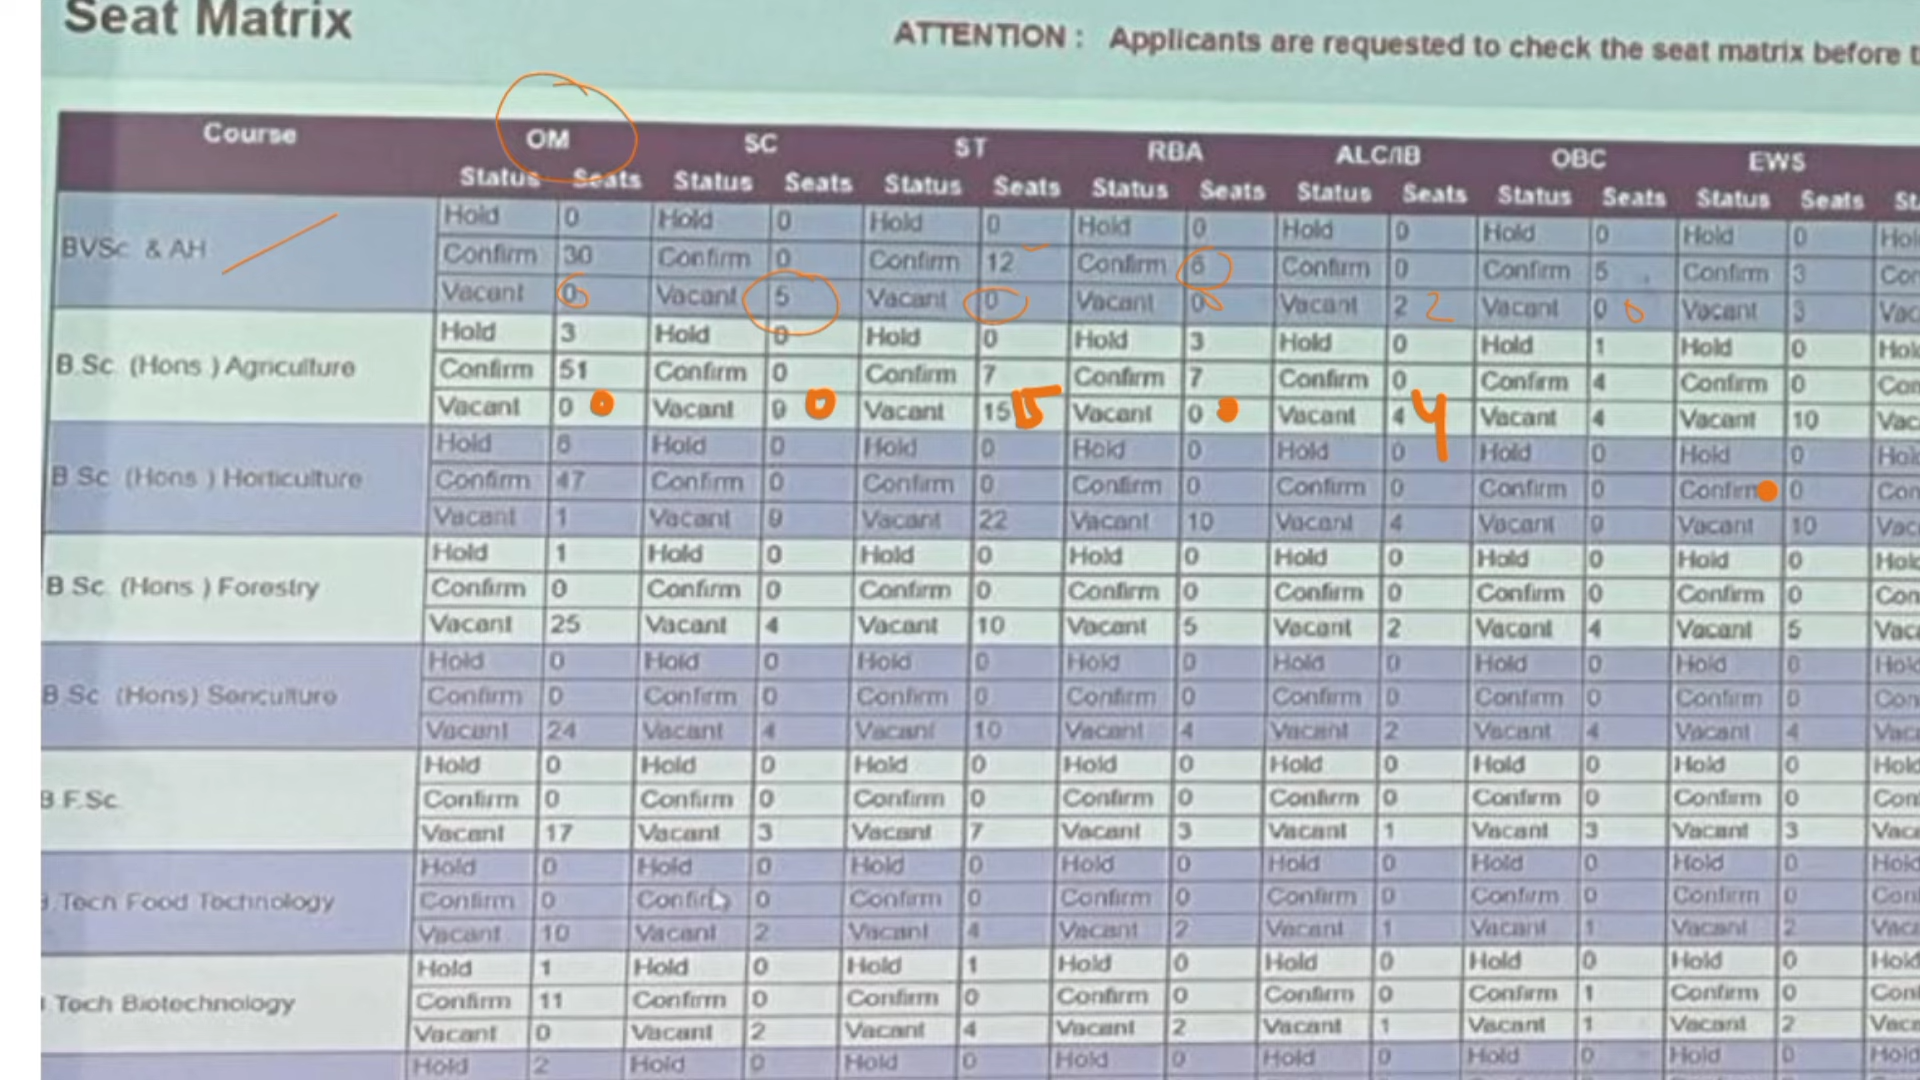 Seat Matrix
ATTENTION : Applicants are requested to check the seat matrix before
Course OM SC ST RBA ALC/IB OBC EWS
Status Seats Status Seats Status Seats Status Seats Status Seats Status Seats Status Seats
BVSc & AH
Hold 0 Hold 0 Hold 0 Hold 0 Hold 0 Hold 0 Hold 0
Confirm 30 Confirm 0 Confirm 12 Confirm 6 Confirm 0 Confirm 5 Confirm 3
Vacant 0 Vacant 5 Vacant 0 Vacant 0 Vacant 2 2 Vacant 0 0 Vacant 3
B.Sc. (Hons.) Agriculture
Hold 3 Hold 0 Hold 0 Hold 3 Hold 0 Hold 1 Hold 0
Confirm 51 Confirm 0 Confirm 7 Confirm 7 Confirm 0 Confirm 4 Confirm 0
Vacant 0 Vacant 0 Vacant 15 15 Vacant 0 Vacant 4 4 Vacant 4 Vacant 10
B.Sc. (Hons.) Horticulture
Hold 6 Hold 0 Hold 0 Hold 0 Hold 0 Hold 0 Hold 0
Confirm 47 Confirm 0 Confirm 0 Confirm 0 Confirm 0 Confirm 0 Confirm 0
Vacant 1 Vacant Vacant 22 Vacant 10 Vacant 4 Vacant Vacant 10
B.Sc. (Hons.) Forestry
Hold 1 Hold 0 Hold 0 Hold 0 Hold 0 Hold 0 Hold 0
Confirm 0 Confirm 0 Confirm 0 Confirm 0 Confirm 0 Confirm 0 Confirm 0
Vacant 25 Vacant 4 Vacant 10 Vacant 5 Vacant 2 Vacant 4 Vacant 5
B.Sc. (Hons) Sericulture
Hold 0 Hold 0 Hold 0 Hold 0 Hold 0 Hold 0 Hold 0
Confirm 0 Confirm 0 Confirm 0 Confirm 0 Confirm 0 Confirm 0 Confirm 0
Vacant 24 Vacant 4 Vacant 10 Vacant 4 Vacant 2 Vacant 4 Vacant 4
B.F.Sc.
Hold 0 Hold 0 Hold 0 Hold 0 Hold 0 Hold 0 Hold 0
Confirm 0 Confirm 0 Confirm 0 Confirm 0 Confirm 0 Confirm 0 Confirm 0
Vacant 17 Vacant 3 Vacant 7 Vacant 3 Vacant 1 Vacant 3 Vacant 3
Tech Food Technology
Hold 0 Hold 0 Hold 0 Hold 0 Hold 0 Hold 0 Hold 0
Confirm 0 Confirm 0 Confirm 0 Confirm 0 Confirm 0 Confirm 0 Confirm 0
Vacant 10 Vacant 2 Vacant 4 Vacant 2 Vacant 1 Vacant 1 Vacant 2
Tech Biotechnology
Hold 1 Hold 0 Hold 1 Hold 0 Hold 0 Hold 0 Hold 0
Confirm 11 Confirm 0 Confirm 0 Confirm 0 Confirm 0 Confirm 1 Confirm 0
Vacant 0 Vacant 2 Vacant 4 Vacant 2 Vacant 1 Vacant 1 Vacant 2
Hold 2 Hold 0 Hold 0 Hold 0 Hold 0 Hold 0 Hold 0